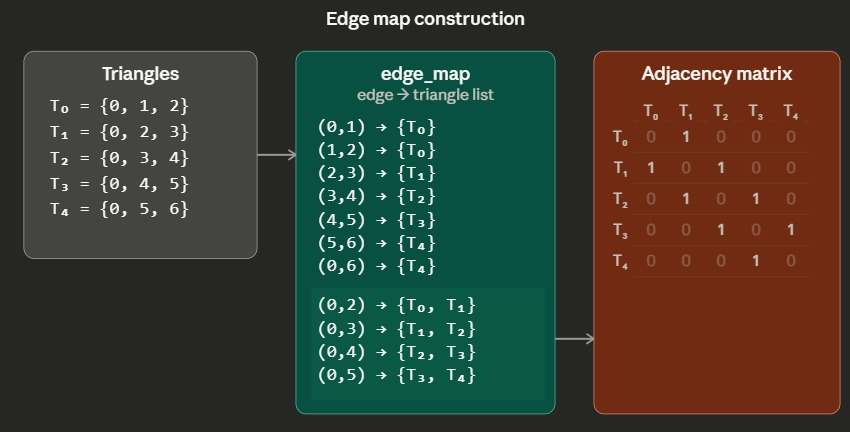 Edge map construction
Triangles
T₀ = {0, 1, 2}
T₁ = {0, 2, 3}
T₂ = {0, 3, 4}
T₃ = {0, 4, 5}
T₄ = {0, 5, 6}
edge_map
edge → triangle list
(0,1) → {T₀}
(1,2) → {T₀}
(2,3) → {T₁}
(3,4) → {T₂}
(4,5) → {T₃}
(5,6) → {T₄}
(0,6) → {T₄}
(0,2) → {T₀, T₁}
(0,3) → {T₁, T₂}
(0,4) → {T₂, T₃}
(0,5) → {T₃, T₄}
Adjacency matrix
T₀ T₁ T₂ T₃ T₄
T₀ 0 1 0 0 0
T₁ 1 0 1 0 0
T₂ 0 1 0 1 0
T₃ 0 0 1 0 1
T₄ 0 0 0 1 0